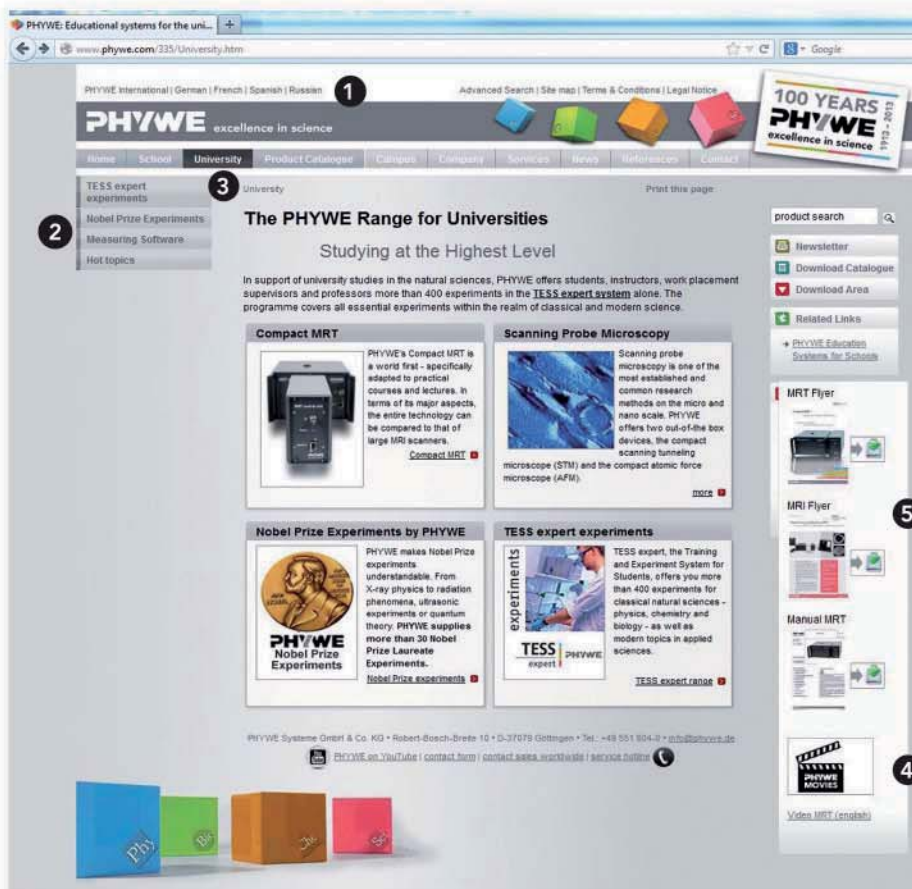 PHYWE: Educational systems for the uni...
www.phywe.com/335/University.htm
Google
PHYWE International | German | French | Spanish | Russian
1
Advanced Search | Site map | Terms & Conditions | Legal Notice
PHYWE excellence in science
100 YEARS
PHYWE
excellence in science
1913 - 2013
Home School University Product Catalogue Campus Company Services News References Contact
TESS expert
experiments
Nobel Prize Experiments
Measuring Software
Hot topics
2
3
University
Print this page
The PHYWE Range for Universities
Studying at the Highest Level
In support of university studies in the natural sciences, PHYWE offers students, instructors, work placement
supervisors and professors more than 400 experiments in the TESS expert system alone. The
programme covers all essential experiments within the realm of classical and modern science.
Compact MRT
PHYWE's Compact MRT is
a world first - specifically
adapted to practical
courses and lectures. In
terms of its major aspects,
the entire technology can
be compared to that of
large MRI scanners.
Compact MRT
Scanning Probe Microscopy
Scanning probe
microscopy is one of the
most established and
common research
methods on the micro and
nano scale. PHYWE
offers two out-of-the box
devices, the compact
scanning tunneling
microscope (STM) and the compact atomic force
microscope (AFM).
more
Nobel Prize Experiments by PHYWE
PHYWE
Nobel Prize
Experiments
PHYWE makes Nobel Prize
experiments
understandable. From
X-ray physics to radiation
phenomena, ultrasonic
experiments or quantum
theory. PHYWE supplies
more than 30 Nobel
Prize Laureate
Experiments.
Nobel Prize experiments
TESS expert experiments
experiments
TESS
expert
PHYWE
TESS expert, the Training
and Experiment System for
Students, offers you more
than 400 experiments for
classical natural sciences -
physics, chemistry and
biology - as well as
modern topics in applied
sciences.
TESS expert range
product search
Newsletter
Download Catalogue
Download Area
Related Links
PHYWE Education
Systems for Schools
MRT Flyer
5
MRI Flyer
Manual MRT
4
PHYWE
MOVIES
Video MRT (english)
PHYWE Systeme GmbH & Co. KG • Robert-Bosch-Breite 10 • D-37079 Göttingen • Tel.: +49 551 604-0 • info@phywe.de
PHYWE on YouTube | contact form | contact sales worldwide | service hotline
Phy
Bio
Che
Sci